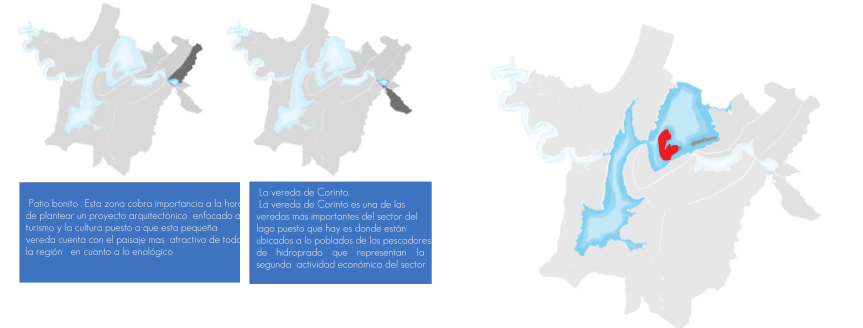 Patio bonito . Esta zona cobra importancia a la hora
de plantear un proyecto arquitectónico enfocado a
turismo y la cultura puesto a que esta pequeña
vereda cuenta con el paisaje mas atractivo de toda
la región en cuanto a lo enológico
La vereda de Corinto.
La vereda de Corinto es una de las
veredas más importantes del sector del
lago puesto que hay es donde están
ubicados a lo poblados de los pescadores
de hidroprado que representan la
segunda actividad económica del sector